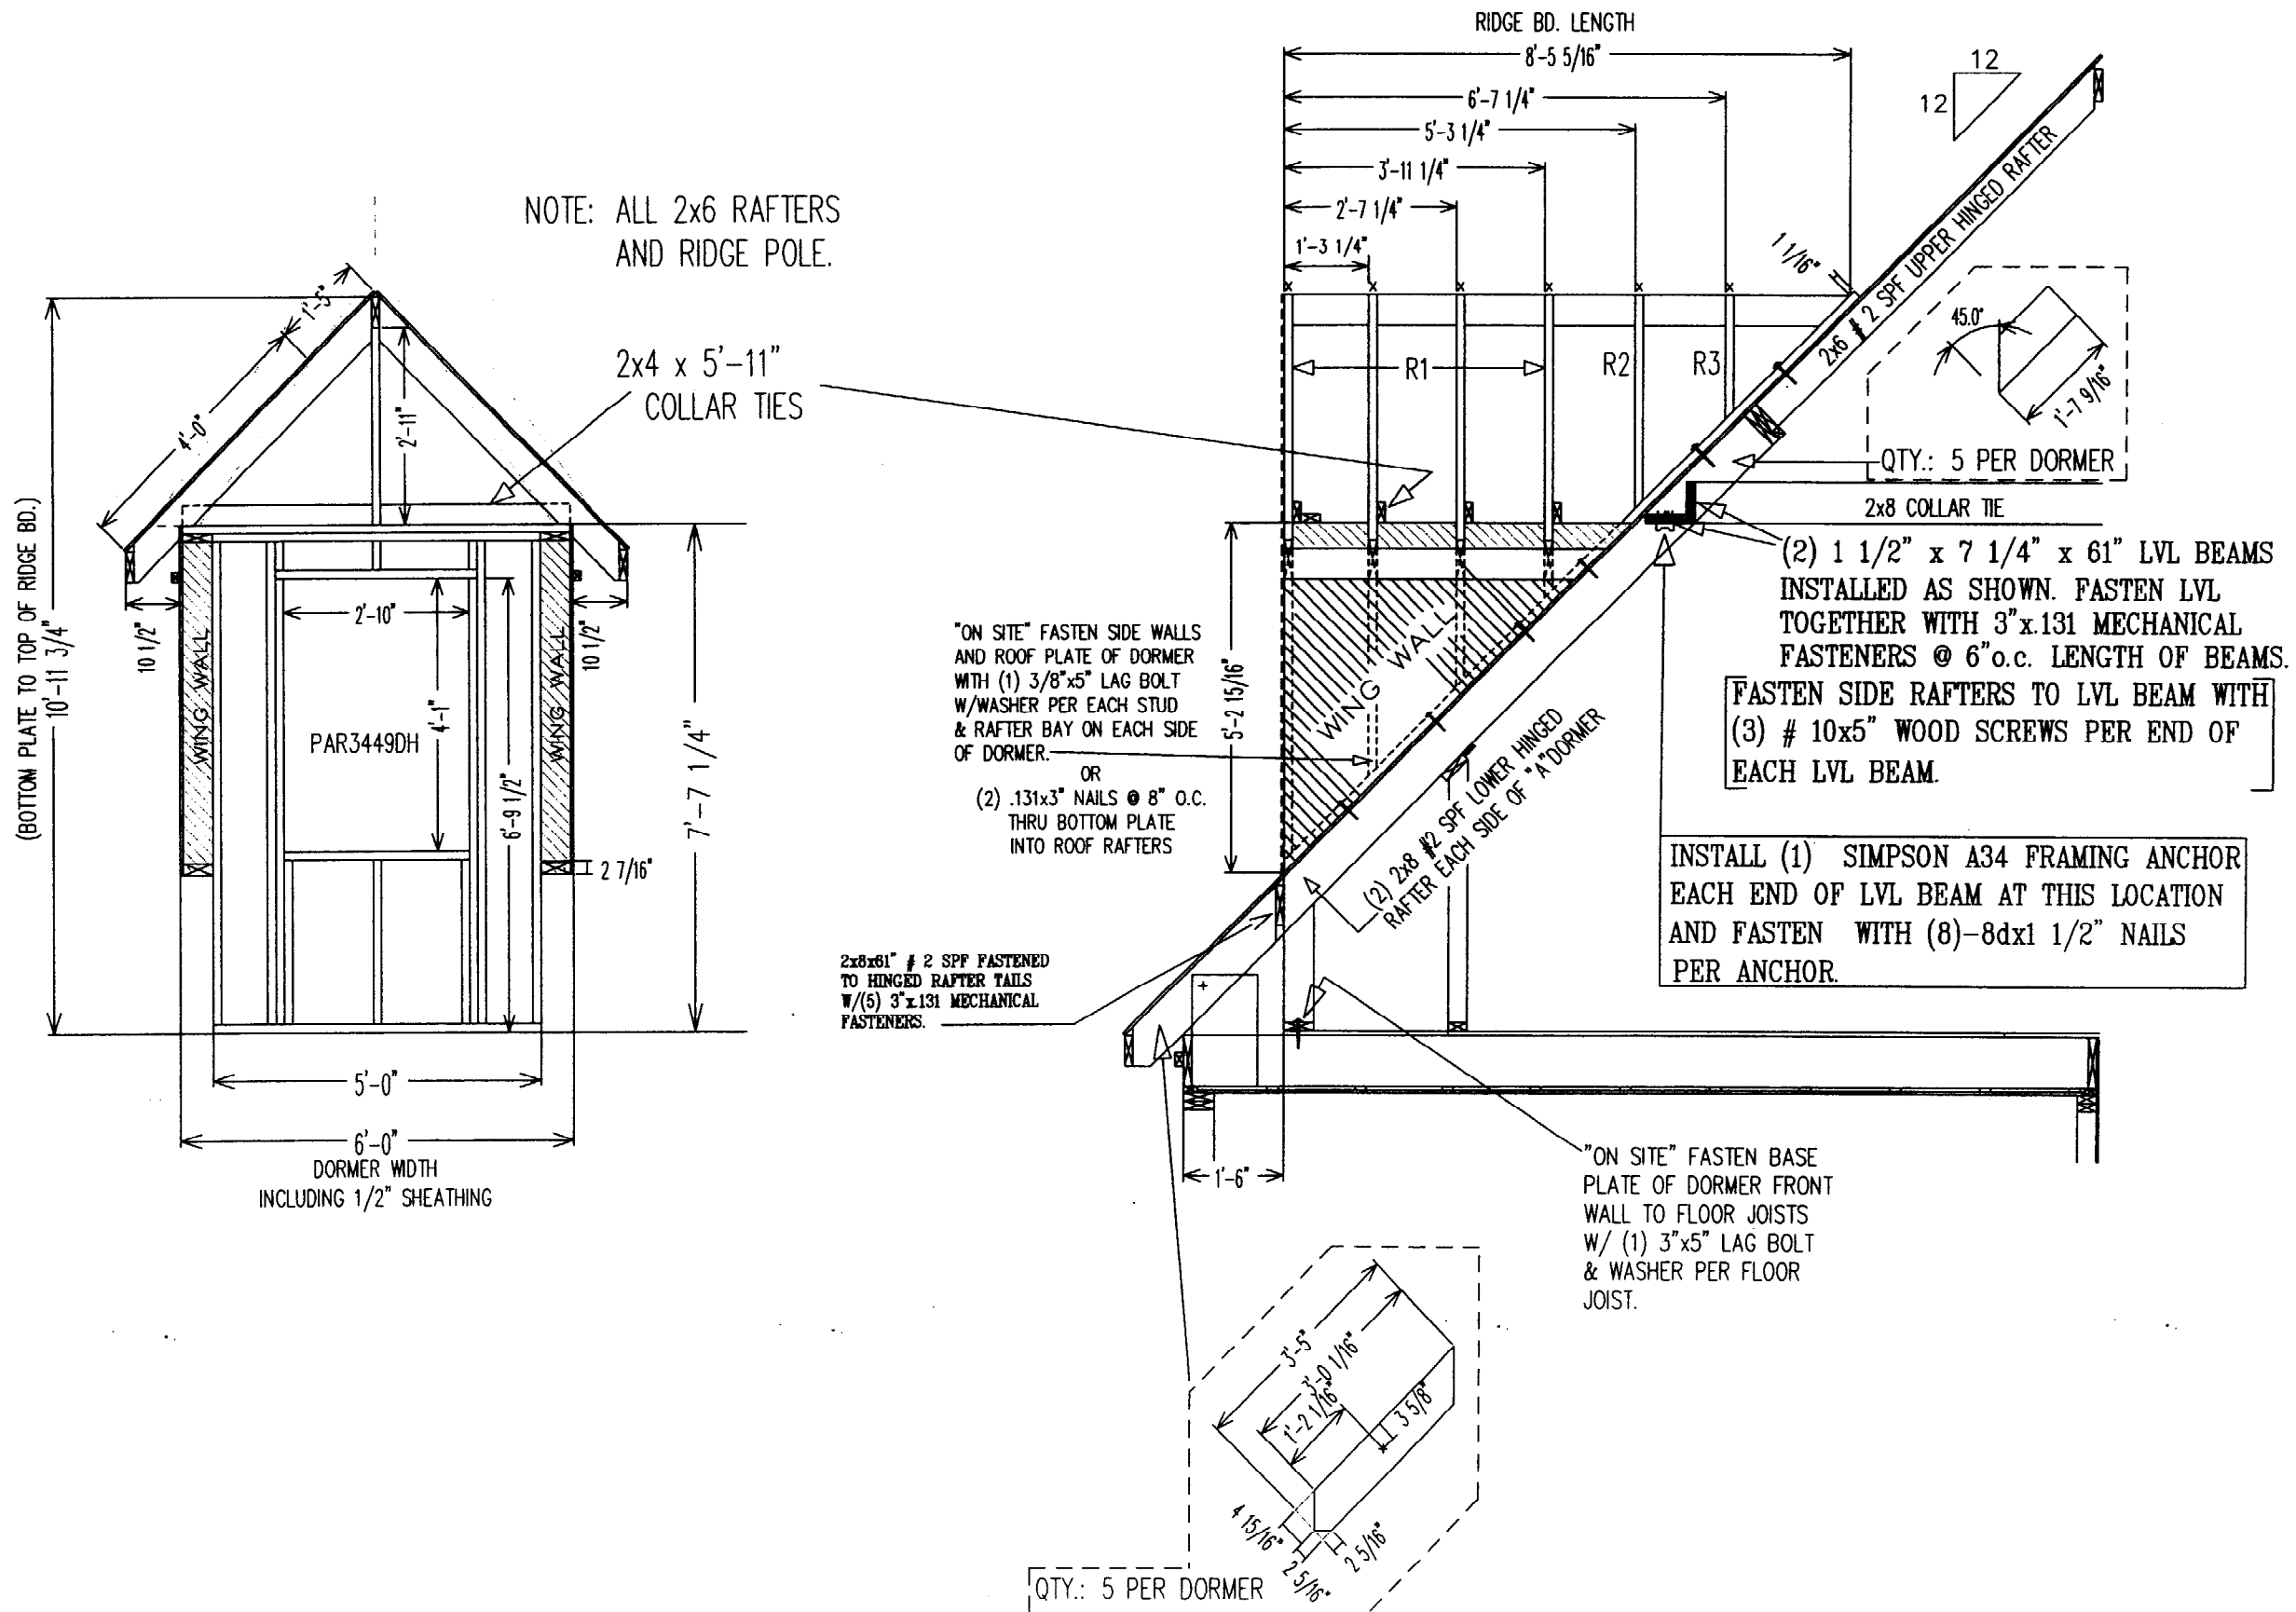 RIDGE BD. LENGTH
8'-5 5/16"
6'-7 1/4"
5'-3 1/4"
3'-11 1/4"
2'-7 1/4"
1'-3 1/4"
12
12
NOTE: ALL 2x6 RAFTERS
AND RIDGE POLE.
2x4 x 5'-11"
COLLAR TIES
1'-5"
4'-0"
2'-11"
(BOTTOM PLATE TO TOP OF RIDGE BD.)
10'-11 3/4"
10 1/2"
10 1/2"
WING WALL
WING WALL
2'-10"
PAR3449DH
4'-1"
6'-9 1/2"
7'-7 1/4"
2 7/16"
5'-0"
6'-0"
DORMER WIDTH
INCLUDING 1/2" SHEATHING
R1
R2
R3
1 1/16"
2x6 #2 SPF UPPER HINGED RAFTER
45.0°
1'-7 9/16"
QTY.: 5 PER DORMER
2x8 COLLAR TIE
(2) 1 1/2" x 7 1/4" x 61" LVL BEAMS
INSTALLED AS SHOWN. FASTEN LVL
TOGETHER WITH 3"x.131 MECHANICAL
FASTENERS @ 6"o.c. LENGTH OF BEAMS.
FASTEN SIDE RAFTERS TO LVL BEAM WITH
(3) # 10x5" WOOD SCREWS PER END OF
EACH LVL BEAM.
INSTALL (1) SIMPSON A34 FRAMING ANCHOR
EACH END OF LVL BEAM AT THIS LOCATION
AND FASTEN WITH (8)-8dx1 1/2" NAILS
PER ANCHOR.
"ON SITE" FASTEN SIDE WALLS
AND ROOF PLATE OF DORMER
WITH (1) 3/8"x5" LAG BOLT
W/WASHER PER EACH STUD
& RAFTER BAY ON EACH SIDE
OF DORMER.
OR
(2) .131x3" NAILS @ 8" O.C.
THRU BOTTOM PLATE
INTO ROOF RAFTERS
5'-2 15/16"
WING WALL
(2) 2x8 #2 SPF LOWER HINGED
RAFTER EACH SIDE OF "A"DORMER
2x8x61" # 2 SPF FASTENED
TO HINGED RAFTER TAILS
W/(5) 3"x.131 MECHANICAL
FASTENERS.
1'-6"
"ON SITE" FASTEN BASE
PLATE OF DORMER FRONT
WALL TO FLOOR JOISTS
W/ (1) 3"x5" LAG BOLT
& WASHER PER FLOOR
JOIST.
3'-5"
3'-0 1/16"
1'-2 1/16"
3 5/8"
4 15/16"
2 5/16"
2 5/16"
QTY.: 5 PER DORMER